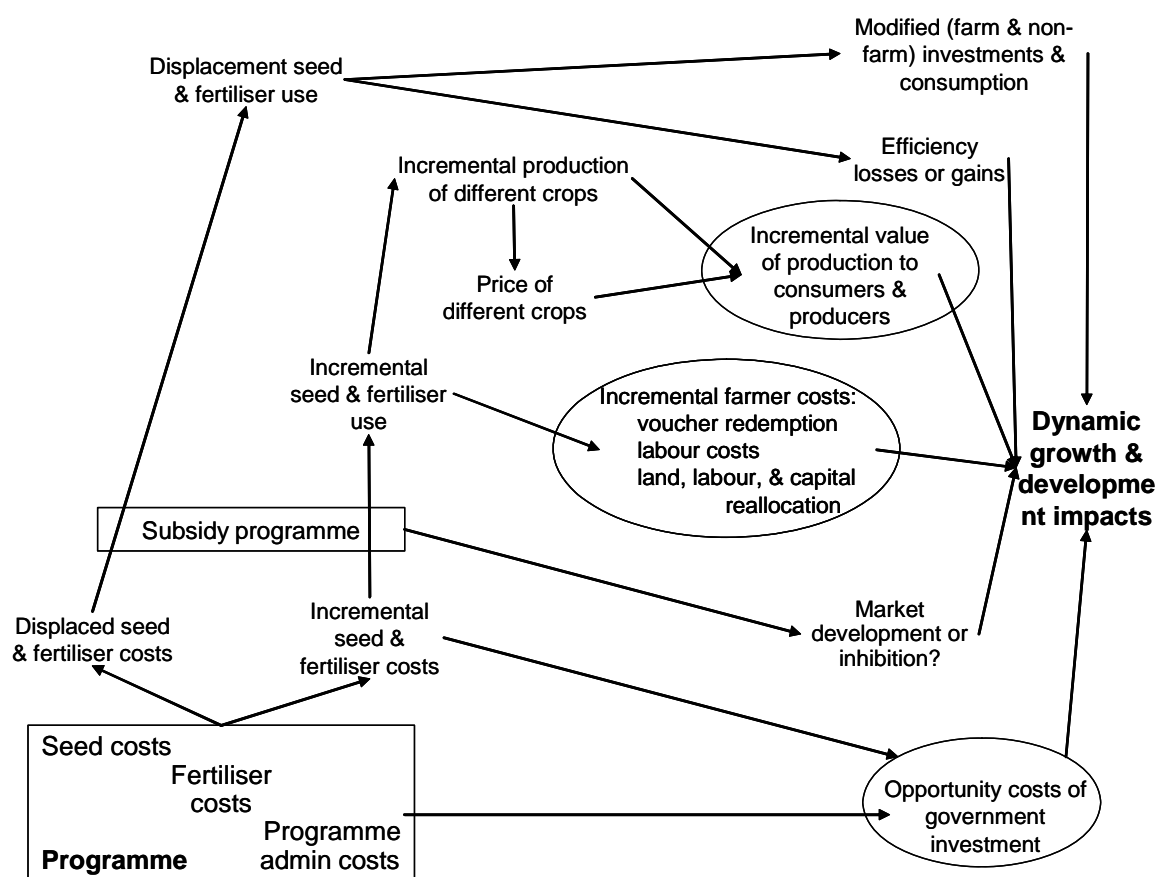 Modified (farm & non-
farm) investments &
consumption
Displacement seed
& fertiliser use
Efficiency
losses or gains
Incremental production
of different crops
Incremental value
of production to
consumers &
producers
Price of
different crops
Incremental
seed & fertiliser
use
Incremental farmer costs:
voucher redemption
labour costs
land, labour, & capital
reallocation
Dynamic
growth &
developme
nt impacts
Subsidy programme
Displaced seed
& fertiliser costs
Incremental
seed &
fertiliser costs
Market
development or
inhibition?
Seed costs
Fertiliser
costs
Programme
admin costs
Programme
Opportunity costs of
government
investment